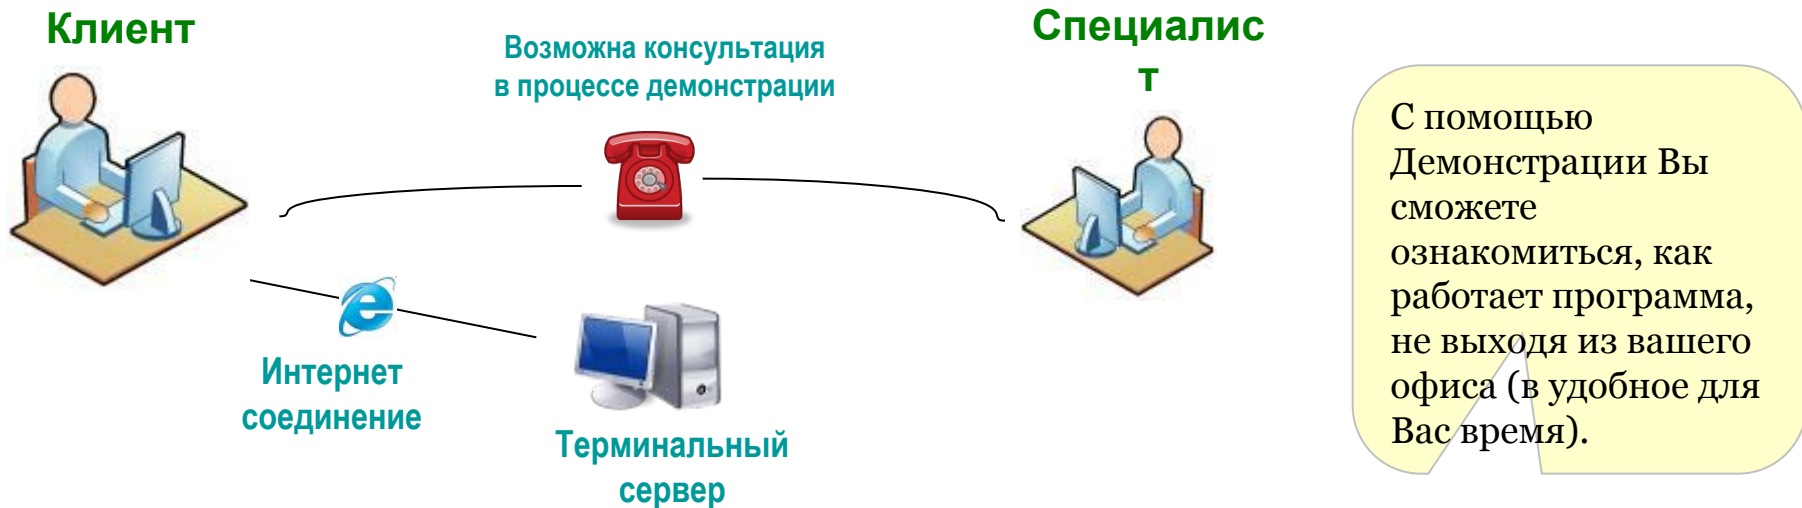 Клиент
Возможна консультация
в процессе демонстрации
Специалис
т
С помощью
Демонстрации Вы
сможете
ознакомиться, как
работает программа,
не выходя из вашего
офиса (в удобное для
Вас время).
Интернет
соединение
Терминальный
сервер